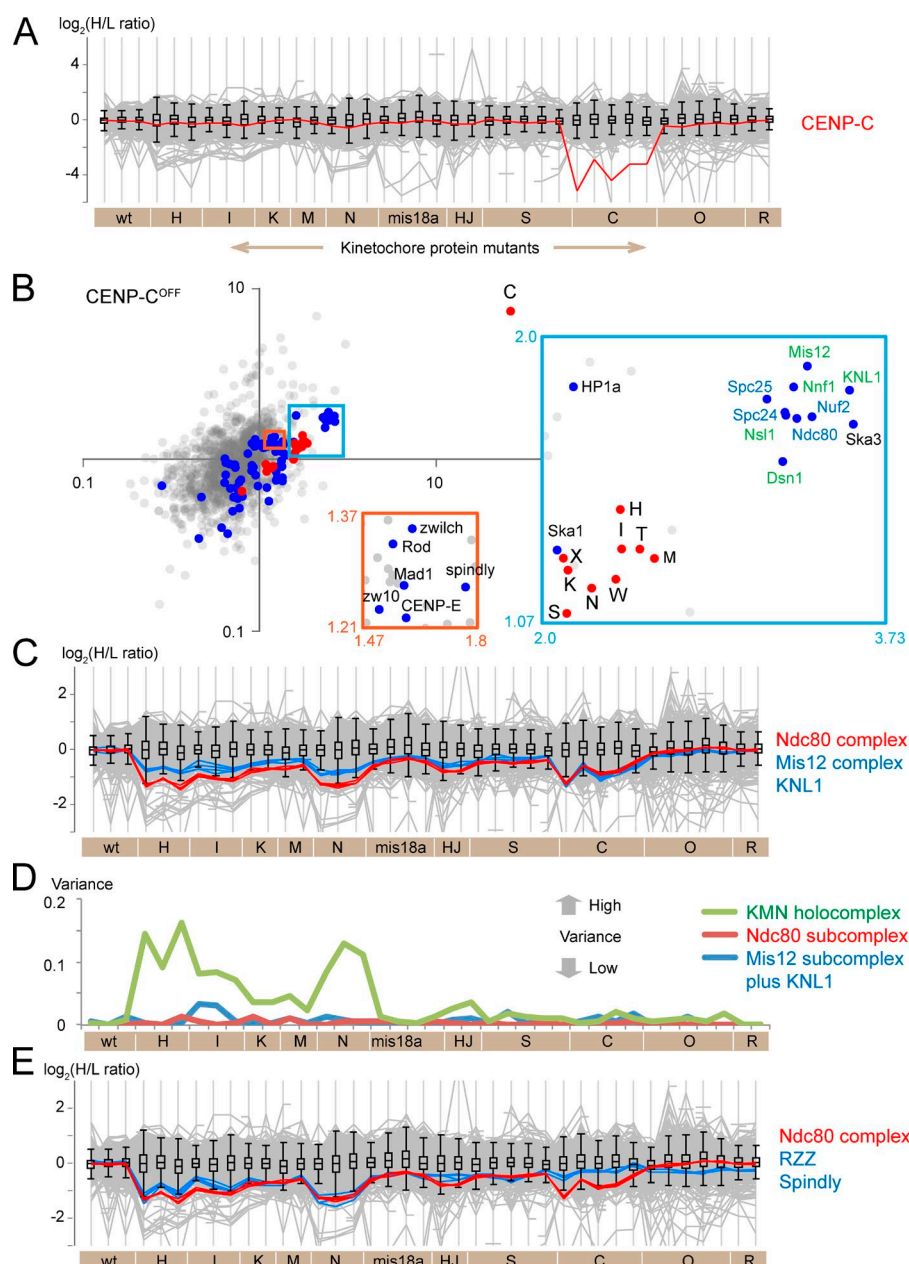 A
log2(H/L ratio)
4
0
-4
CENP-C
wt H I K M N mis18a HJ S C O R
Kinetochore protein mutants
B
CENP-COFF
10
0.1
10
0.1
C
2.0
Mis12
Spc25
Nnf1
KNL1
HP1a
Spc24
Nuf2
Nsl1
Ndc80
Ska3
Dsn1
H
Ska1
I
T
X
M
K
N
W
S
1.07
2.0
3.73
1.37
zwilch
Rod
Mad1
spindly
zw10
CENP-E
1.21
1.47
1.8
C
log2(H/L ratio)
2
0
-2
Ndc80 complex
Mis12 complex
KNL1
wt H I K M N mis18a HJ S C O R
D
Variance
0.2
0.1
0
High
Variance
Low
KMN holocomplex
Ndc80 subcomplex
Mis12 subcomplex
plus KNL1
wt H I K M N mis18a HJ S C O R
E
log2(H/L ratio)
2
0
-2
Ndc80 complex
RZZ
Spindly
wt H I K M N mis18a HJ S C O R